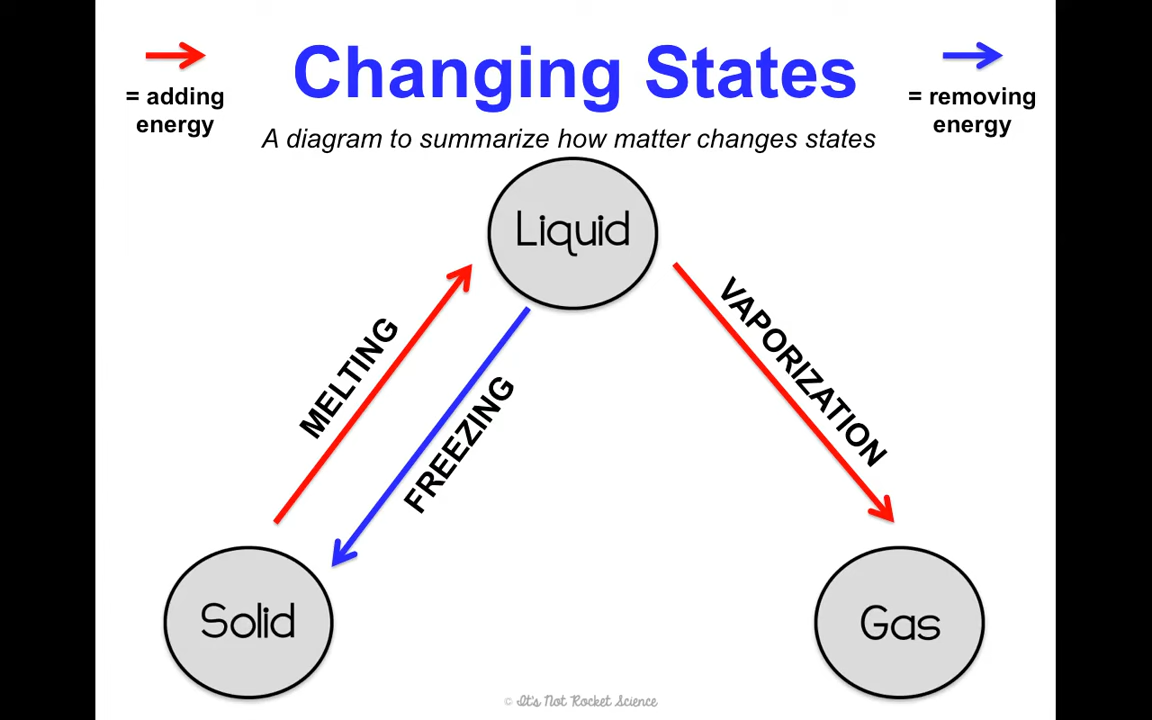 Changing States
= adding
energy
= removing
energy
A diagram to summarize how matter changes states
Liquid
MELTING
FREEZING
VAPORIZATION
Solid
Gas
© It's Not Rocket Science